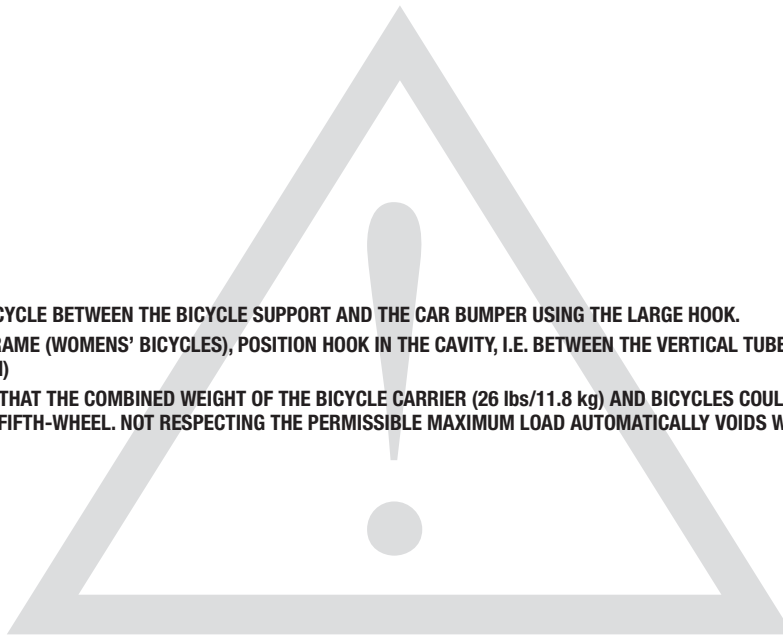 CYCLE BETWEEN THE BICYCLE SUPPORT AND THE CAR BUMPER USING THE LARGE HOOK.
RAME (WOMENS' BICYCLES), POSITION HOOK IN THE CAVITY, I.E. BETWEEN THE VERTICAL TUBE
)
THAT THE COMBINED WEIGHT OF THE BICYCLE CARRIER (26 lbs/11.8 kg) AND BICYCLES COUL
FIFTH-WHEEL. NOT RESPECTING THE PERMISSIBLE MAXIMUM LOAD AUTOMATICALLY VOIDS W